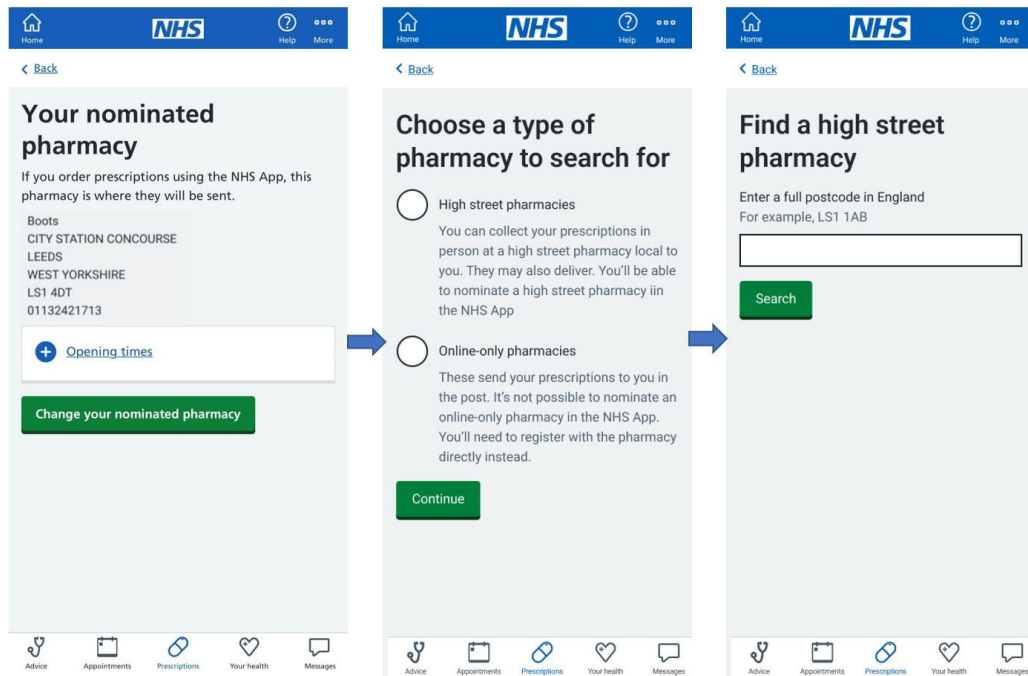 Home
NHS
Help
More
Back
Your nominated
pharmacy
If you order prescriptions using the NHS App, this
pharmacy is where they will be sent.
Boots
CITY STATION CONCOURSE
LEEDS
WEST YORKSHIRE
LS1 4DT
01132421713
Opening times
Change your nominated pharmacy
Advice
Appointments
Prescriptions
Your health
Messages
Home
NHS
Help
More
Back
Choose a type of
pharmacy to search for
High street pharmacies
You can collect your prescriptions in
person at a high street pharmacy local to
you. They may also deliver. You'll be able
to nominate a high street pharmacy iin
the NHS App
Online-only pharmacies
These send your prescriptions to you in
the post. It's not possible to nominate an
online-only pharmacy in the NHS App.
You'll need to register with the pharmacy
directly instead.
Continue
Advice
Appointments
Prescriptions
Your health
Messages
Home
NHS
Help
More
Back
Find a high street
pharmacy
Enter a full postcode in England
For example, LS1 1AB
Search
Advice
Appointments
Prescriptions
Your health
Messages